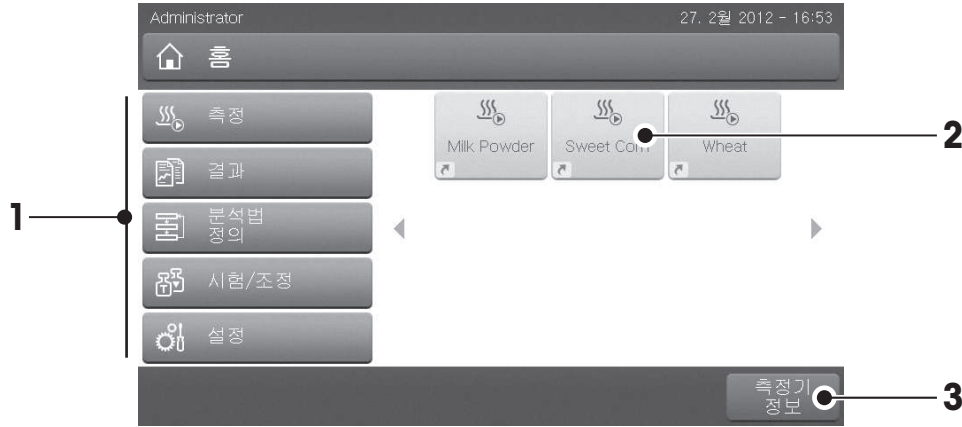 Administrator
27. 2월 2012 - 16:53
홈
측정
Milk Powder
Sweet Corn
Wheat
2
결과
1
분석법
정의
시험/조정
설정
측정기
정보
3